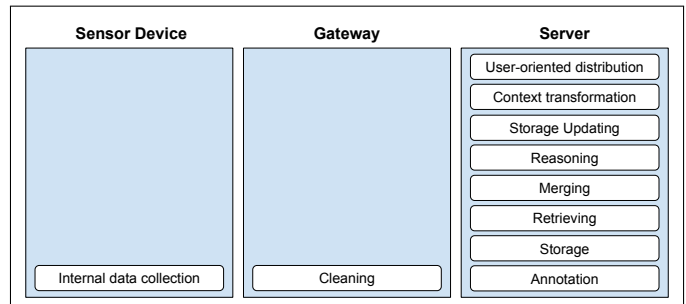 Sensor Device
Gateway
Server
User-oriented distribution
Context transformation
Storage Updating
Reasoning
Merging
Retrieving
Storage
Internal data collection
Cleaning
Annotation